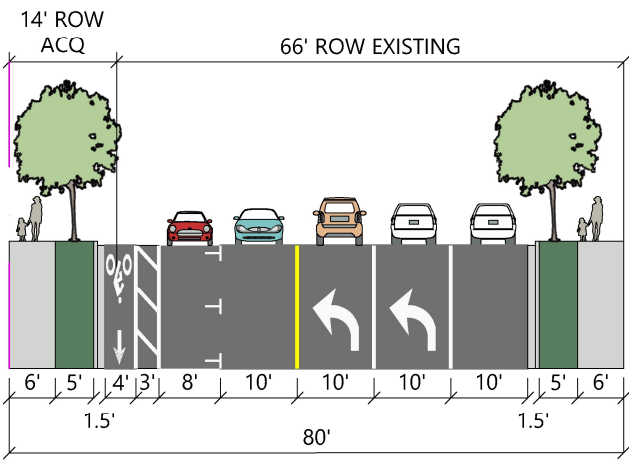 14' ROW
ACQ
66' ROW EXISTING
6' 5' 4' 3' 8' 10' 10' 10' 10' 5' 6'
1.5' 1.5'
80'